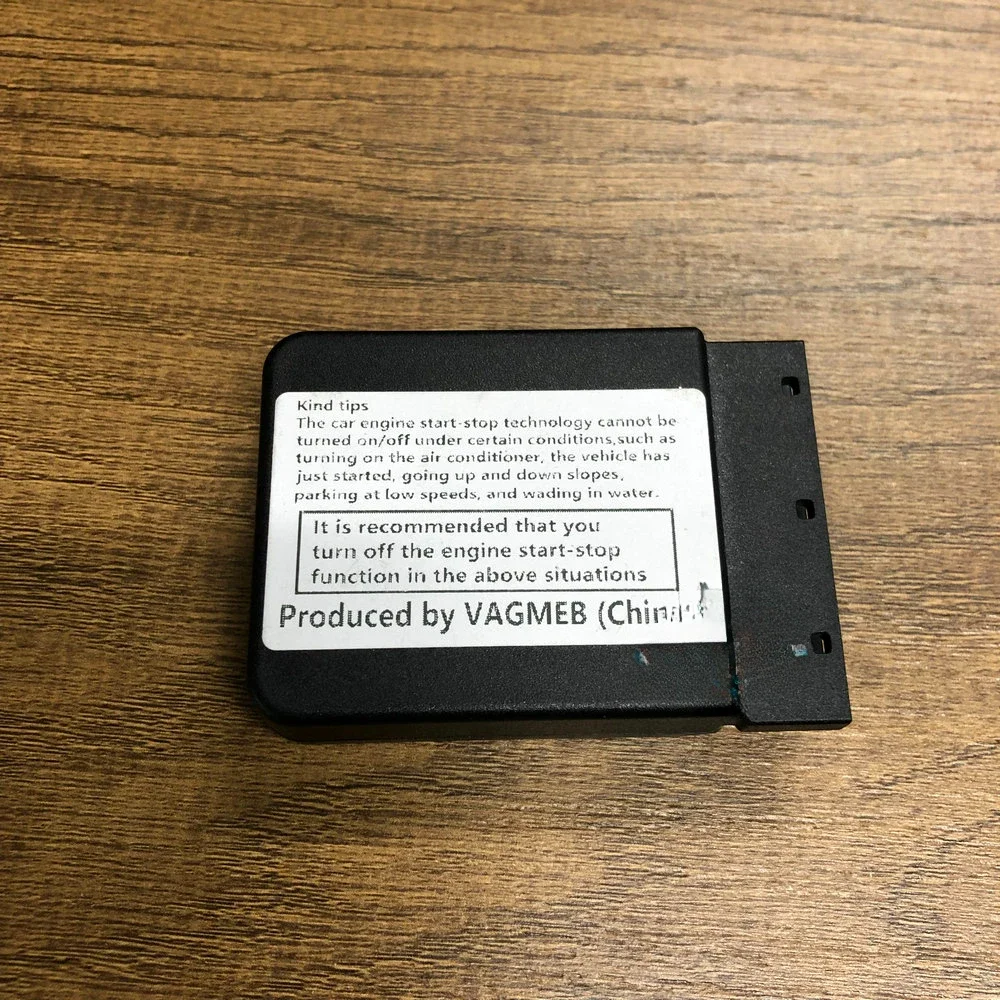 Kind tips
The car engine start-stop technology cannot be
turned on/off under certain conditions,such as
turning on the air conditioner, the vehicle has
just started, going up and down slopes,
parking at low speeds, and wading in water.
It is recommended that you
turn off the engine start-stop
function in the above situations
Produced by VAGMEB